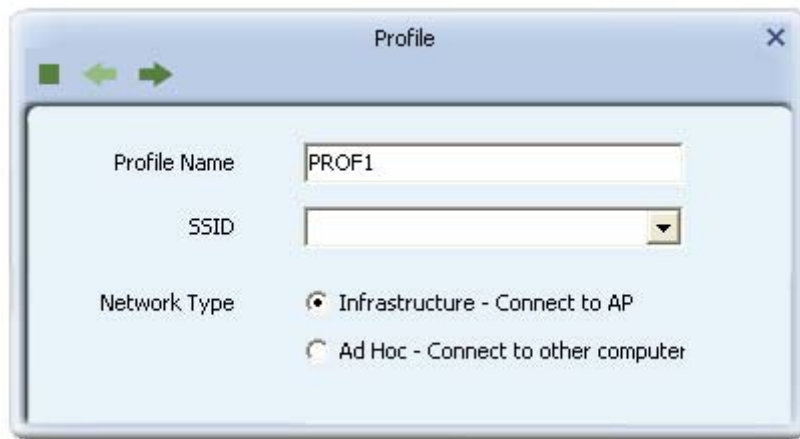 Profile
Profile Name PROF1
SSID
Network Type Infrastructure - Connect to AP
Ad Hoc - Connect to other computer